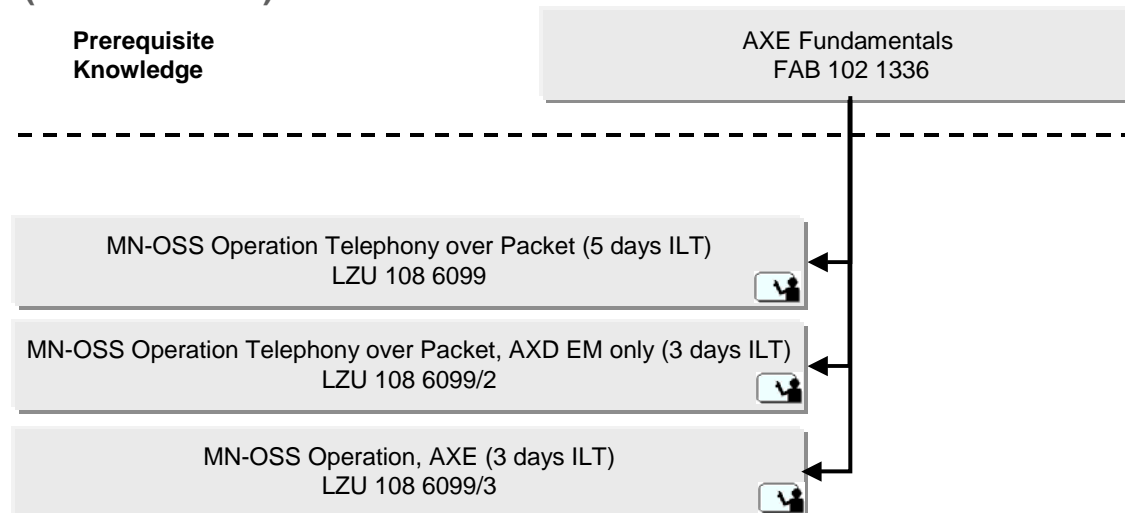 Prerequisite
Knowledge
AXE Fundamentals
FAB 102 1336
MN-OSS Operation Telephony over Packet (5 days ILT)
LZU 108 6099
MN-OSS Operation Telephony over Packet, AXD EM only (3 days ILT)
LZU 108 6099/2
MN-OSS Operation, AXE (3 days ILT)
LZU 108 6099/3